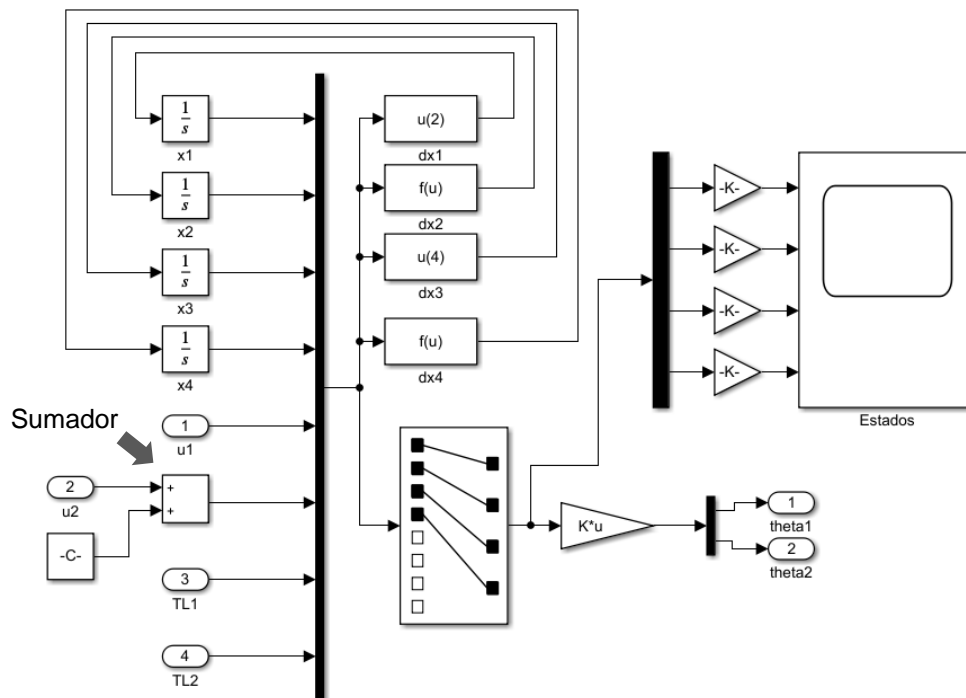 1
s
x1
1
s
x2
1
s
x3
1
s
x4
1
u1
Sumador
2
u2
+
+
-C-
3
TL1
4
TL2
u(2)
dx1
f(u)
dx2
u(4)
dx3
f(u)
dx4
K*u
-K-
-K-
-K-
-K-
Estados
1
theta1
2
theta2